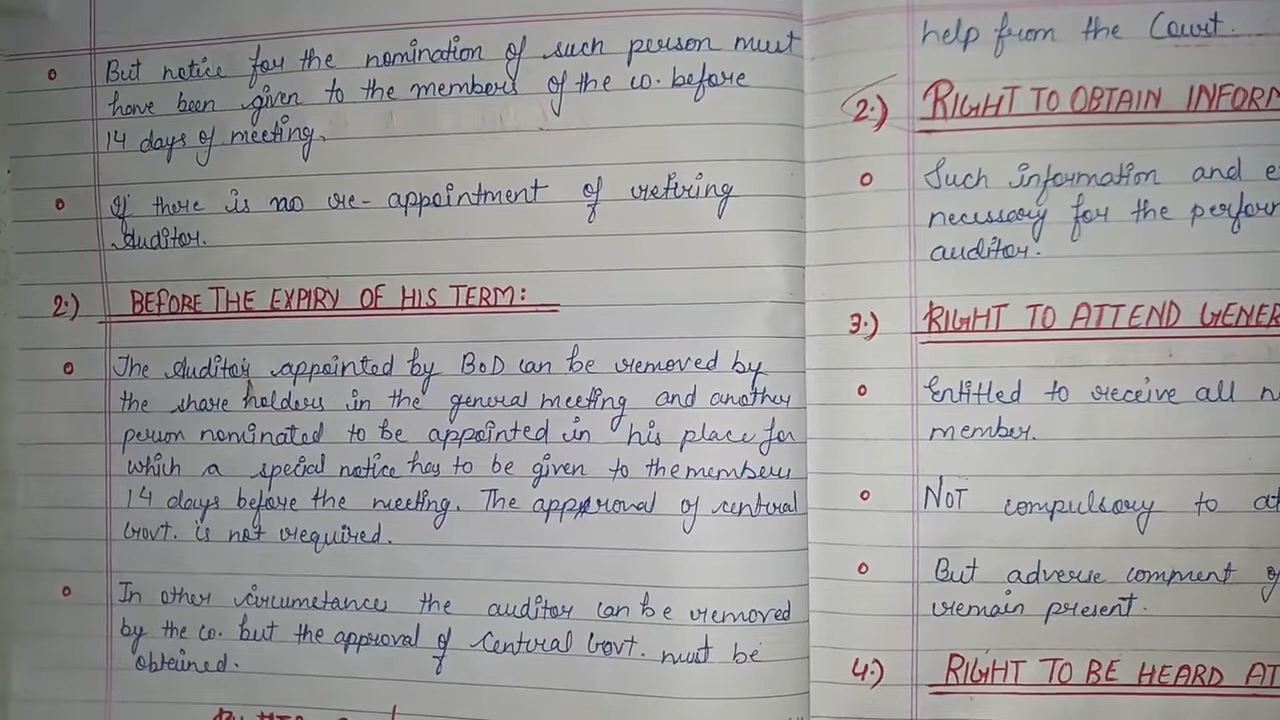 But notice for the nomination of such person must
have been given to the members of the co. before
14 days of meeting.
If there is no re-appointment of retiring
Auditor.
2.) BEFORE THE EXPIRY OF HIS TERM:
The Auditor appointed by BoD can be removed by
the share holders in the general meeting and another
person nominated to be appointed in his place for
which a special notice has to be given to the members
14 days before the meeting. The approval of central
Govt. is not required.
In other circumetances the auditor can be removed
by the co. but the approval of Central Govt. must be
obtained.
help from the Court.
2.) RIGHT TO OBTAIN INFORM
Such information and e
necessary for the perfor
auditor.
3.) RIGHT TO ATTEND GENER
Entitled to receive all n
member.
NOT compulsory to at
But adverse comment of
remain present.
4.) RIGHT TO BE HEARD AT